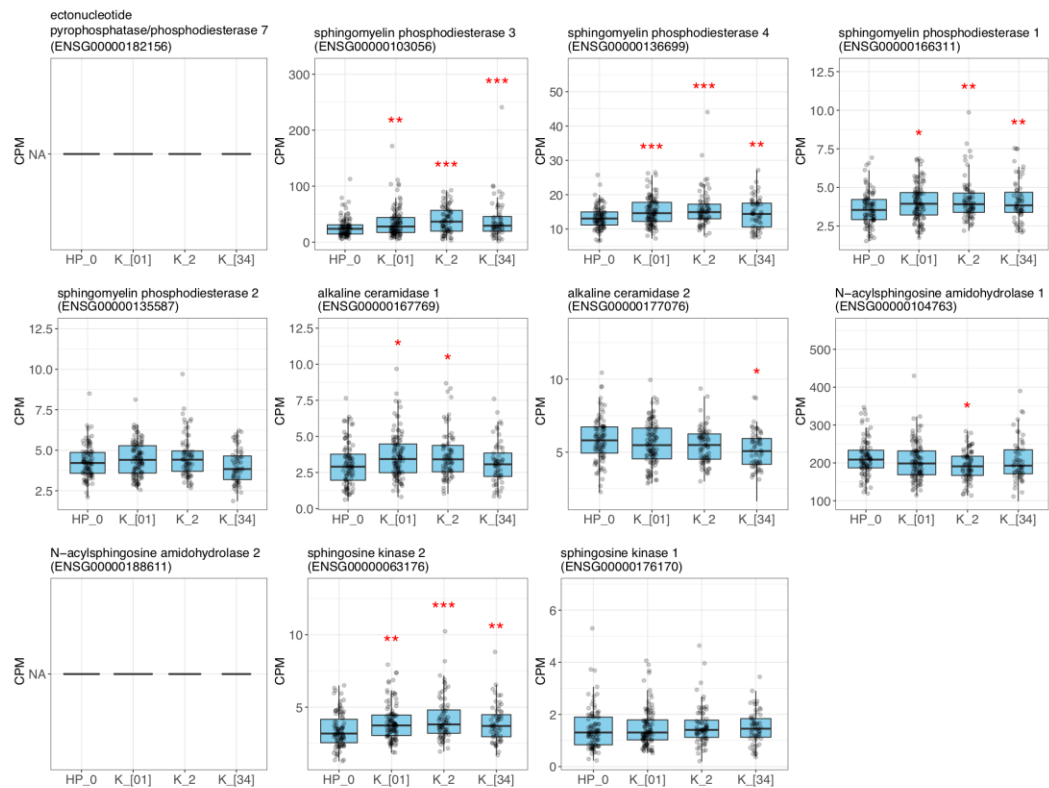 ectonucleotide
pyrophosphatase/phosphodiesterase 7
(ENSG00000182156)
CPM
NA
HP_0 K_[01] K_2 K_[34]
sphingomyelin phosphodiesterase 3
(ENSG00000103056)
CPM
300
200
100
0
** *** ***
HP_0 K_[01] K_2 K_[34]
sphingomyelin phosphodiesterase 4
(ENSG00000136699)
CPM
50
40
30
20
10
*** *** **
HP_0 K_[01] K_2 K_[34]
sphingomyelin phosphodiesterase 1
(ENSG00000166311)
CPM
12.5
10.0
7.5
5.0
2.5
* ** **
HP_0 K_[01] K_2 K_[34]
sphingomyelin phosphodiesterase 2
(ENSG00000135587)
CPM
12.5
10.0
7.5
5.0
2.5
HP_0 K_[01] K_2 K_[34]
alkaline ceramidase 1
(ENSG00000167769)
CPM
12.5
10.0
7.5
5.0
2.5
0.0
* *
HP_0 K_[01] K_2 K_[34]
alkaline ceramidase 2
(ENSG00000177076)
CPM
10
5
*
HP_0 K_[01] K_2 K_[34]
N−acylsphingosine amidohydrolase 1
(ENSG00000104763)
CPM
500
400
300
200
100
*
HP_0 K_[01] K_2 K_[34]
N−acylsphingosine amidohydrolase 2
(ENSG00000188611)
CPM
NA
HP_0 K_[01] K_2 K_[34]
sphingosine kinase 2
(ENSG00000063176)
CPM
10
5
** *** **
HP_0 K_[01] K_2 K_[34]
sphingosine kinase 1
(ENSG00000176170)
CPM
6
4
2
0
HP_0 K_[01] K_2 K_[34]